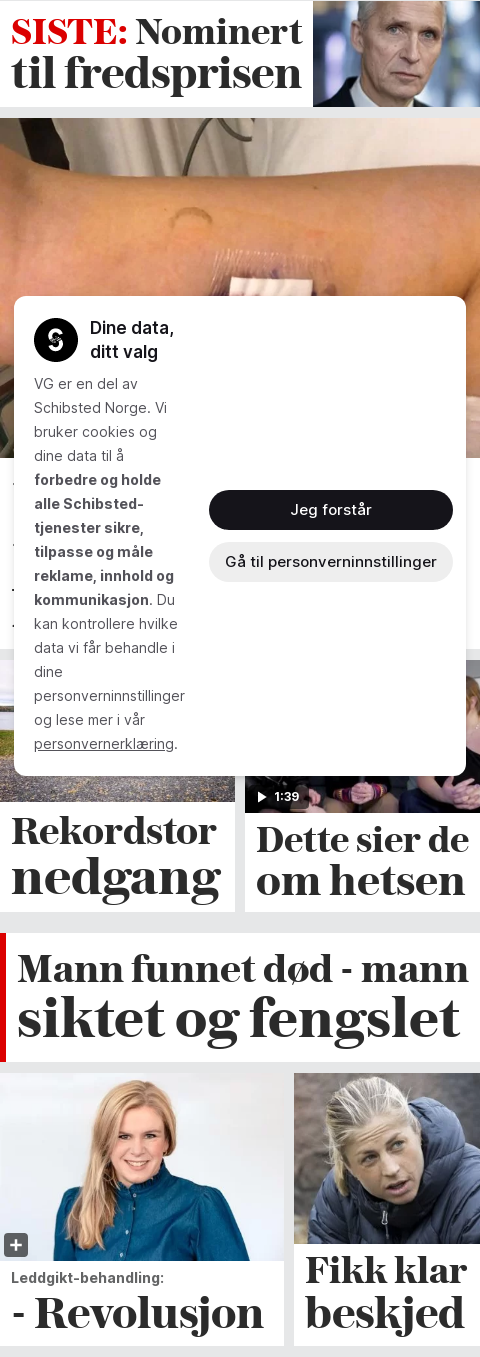 SISTE: Nominert
til fredsprisen
Dine data,
ditt valg
VG er en del av
Schibsted Norge. Vi
bruker cookies og
dine data til å
forbedre og holde
alle Schibsted-
tjenester sikre,
tilpasse og måle
reklame, innhold og
kommunikasjon. Du
kan kontrollere hvilke
data vi får behandle i
dine
personverninnstillinger
og lese mer i vår
personvernerklæring.
Jeg forstår
Gå til personverninnstillinger
1:39
Rekordstor
nedgang
Dette sier de
om hetsen
Mann funnet død - mann
siktet og fengslet
Leddgikt-behandling:
- Revolusjon
Fikk klar
beskjed